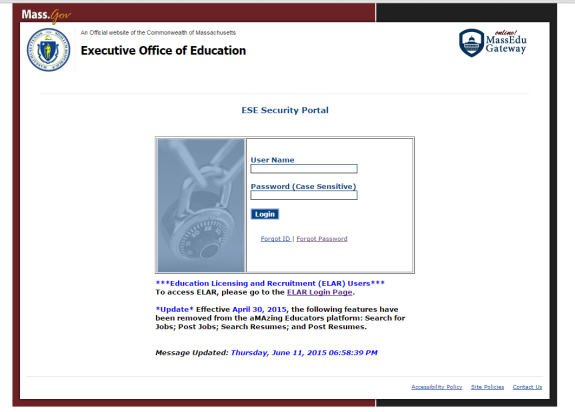 Mass.Gov
An Official website of the Commonwealth of Massachusetts
Executive Office of Education
online!
MassEdu
Gateway
ESE Security Portal
User Name
Password (Case Sensitive)
Login
Forgot ID | Forgot Password
***Education Licensing and Recruitment (ELAR) Users***
To access ELAR, please go to the ELAR Login Page.
*Update* Effective April 30, 2015, the following features have
been removed from the aMAzing Educators platform: Search for
Jobs; Post Jobs; Search Resumes; and Post Resumes.
Message Updated: Thursday, June 11, 2015 06:58:39 PM
Accessibility Policy Site Policies Contact Us